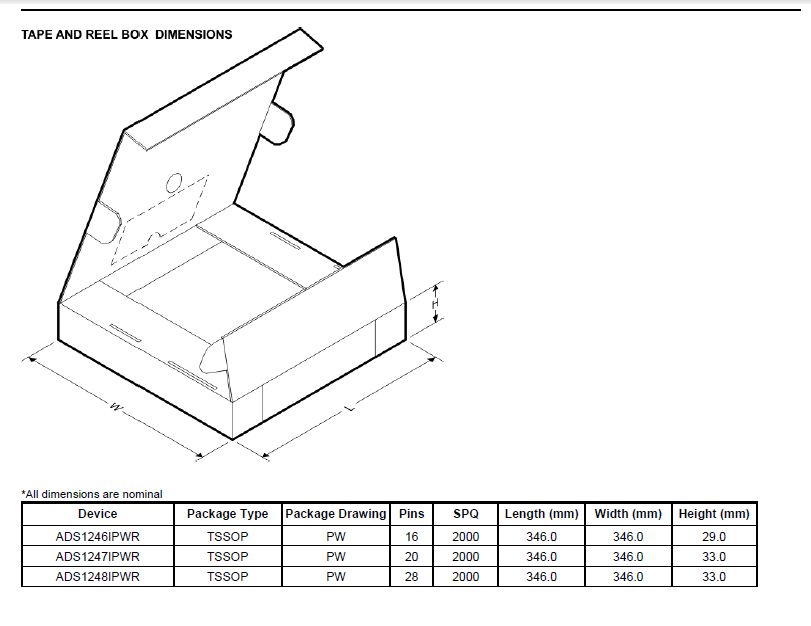 TAPE AND REEL BOX DIMENSIONS
H
W
L
*All dimensions are nominal
Device Package Type Package Drawing Pins SPQ Length (mm) Width (mm) Height (mm)
ADS1246IPWR TSSOP PW 16 2000 346.0 346.0 29.0
ADS1247IPWR TSSOP PW 20 2000 346.0 346.0 33.0
ADS1248IPWR TSSOP PW 28 2000 346.0 346.0 33.0